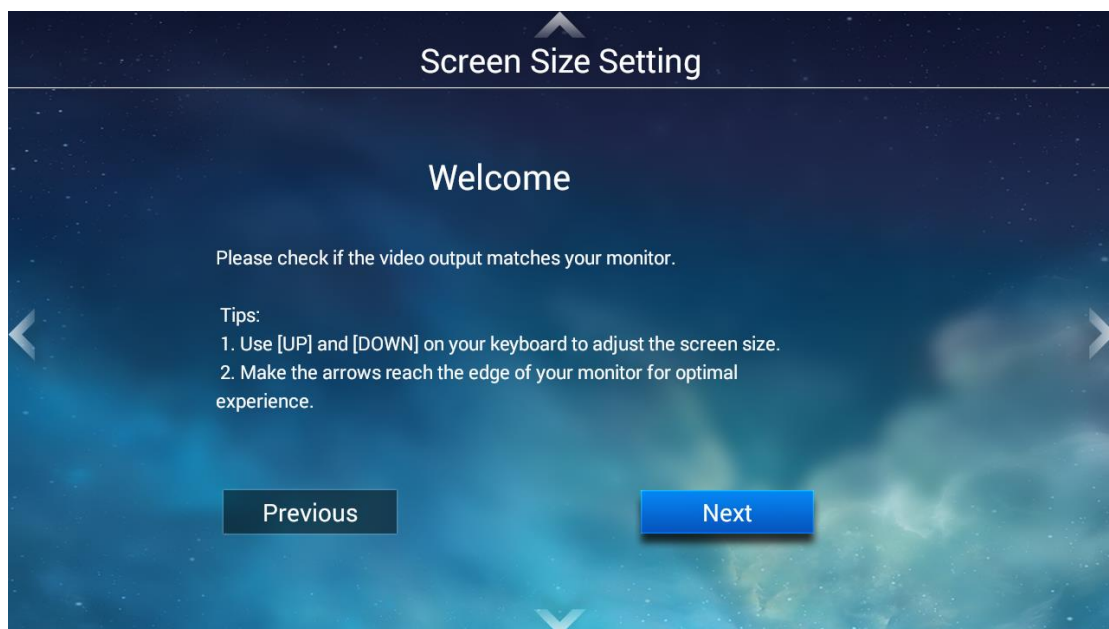 Screen Size Setting
Welcome
Please check if the video output matches your monitor.
Tips:
1. Use [UP] and [DOWN] on your keyboard to adjust the screen size.
2. Make the arrows reach the edge of your monitor for optimal
experience.
Previous
Next